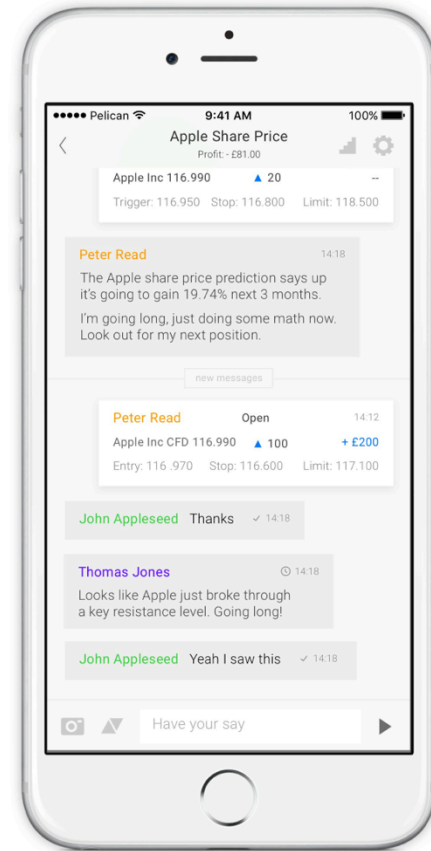 Pelican 9:41 AM 100%
Apple Share Price
Profit: - £81.00
Apple Inc 116.990 ▲ 20 --
Trigger: 116.950 Stop: 116.800 Limit: 118.500
Peter Read 14:18
The Apple share price prediction says up
it's going to gain 19.74% next 3 months.
I'm going long, just doing some math now.
Look out for my next position.
new messages
Peter Read Open 14:12
Apple Inc CFD 116.990 ▲ 100 + £200
Entry: 116 .970 Stop: 116.600 Limit: 117.100
John Appleseed Thanks ✓ 14:18
Thomas Jones 14:18
Looks like Apple just broke through
a key resistance level. Going long!
John Appleseed Yeah I saw this ✓ 14:18
Have your say